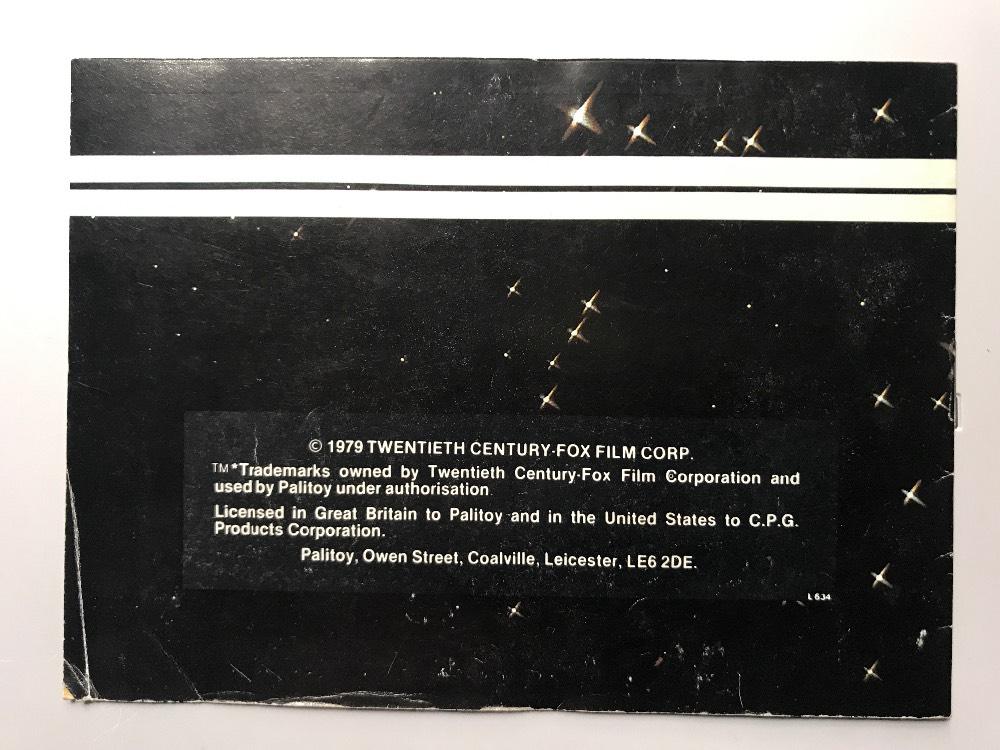 © 1979 TWENTIETH CENTURY-FOX FILM CORP.
TM*Trademarks owned by Twentieth Century-Fox Film Corporation and
used by Palitoy under authorisation
Licensed in Great Britain to Palitoy and in the United States to C.P.G.
Products Corporation.
Palitoy, Owen Street, Coalville, Leicester, LE6 2DE.
L 634